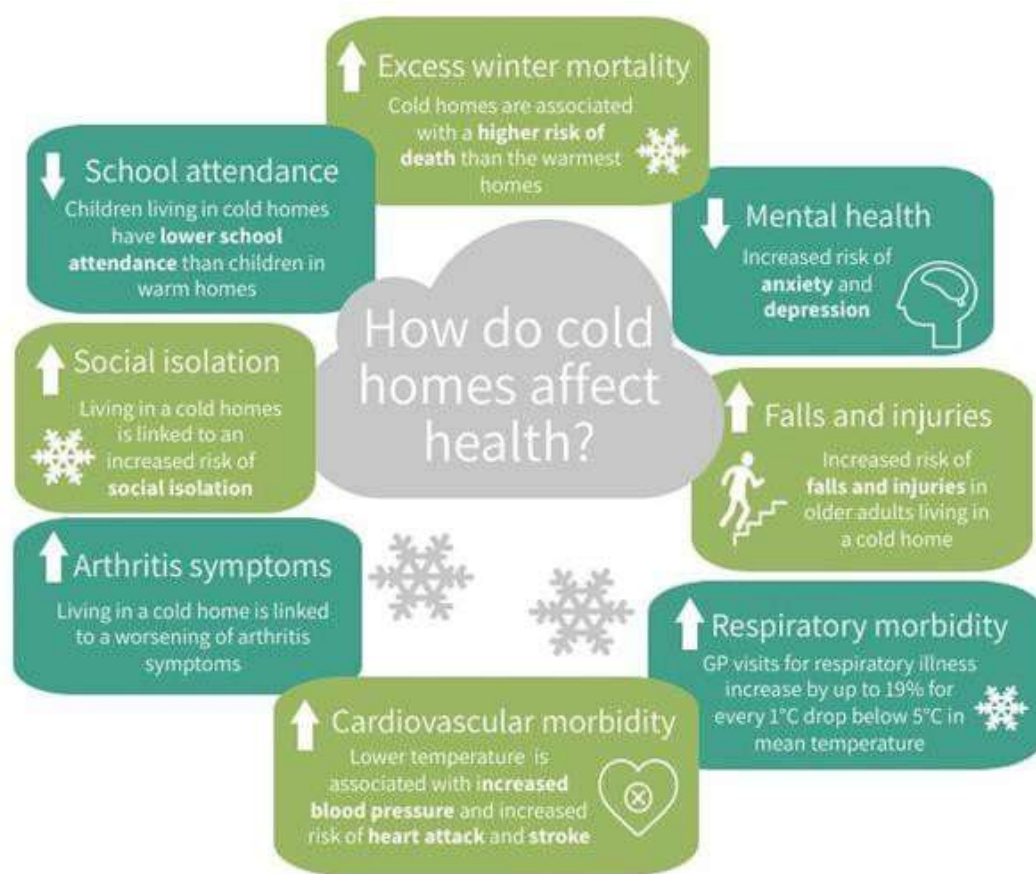 Excess winter mortality
Cold homes are associated
with a higher risk of
death than the warmest
homes
School attendance
Children living in cold homes
have lower school
attendance than children in
warm homes
Mental health
Increased risk of
anxiety and
depression
How do cold
homes affect
health?
Social isolation
Living in a cold homes
is linked to an
increased risk of
social isolation
Falls and injuries
Increased risk of
falls and injuries in
older adults living in
a cold home
Arthritis symptoms
Living in a cold home is linked
to a worsening of arthritis
symptoms
Respiratory morbidity
GP visits for respiratory illness
increase by up to 19% for
every 1°C drop below 5°C in
mean temperature
Cardiovascular morbidity
Lower temperature is
associated with increased
blood pressure and increased
risk of heart attack and stroke